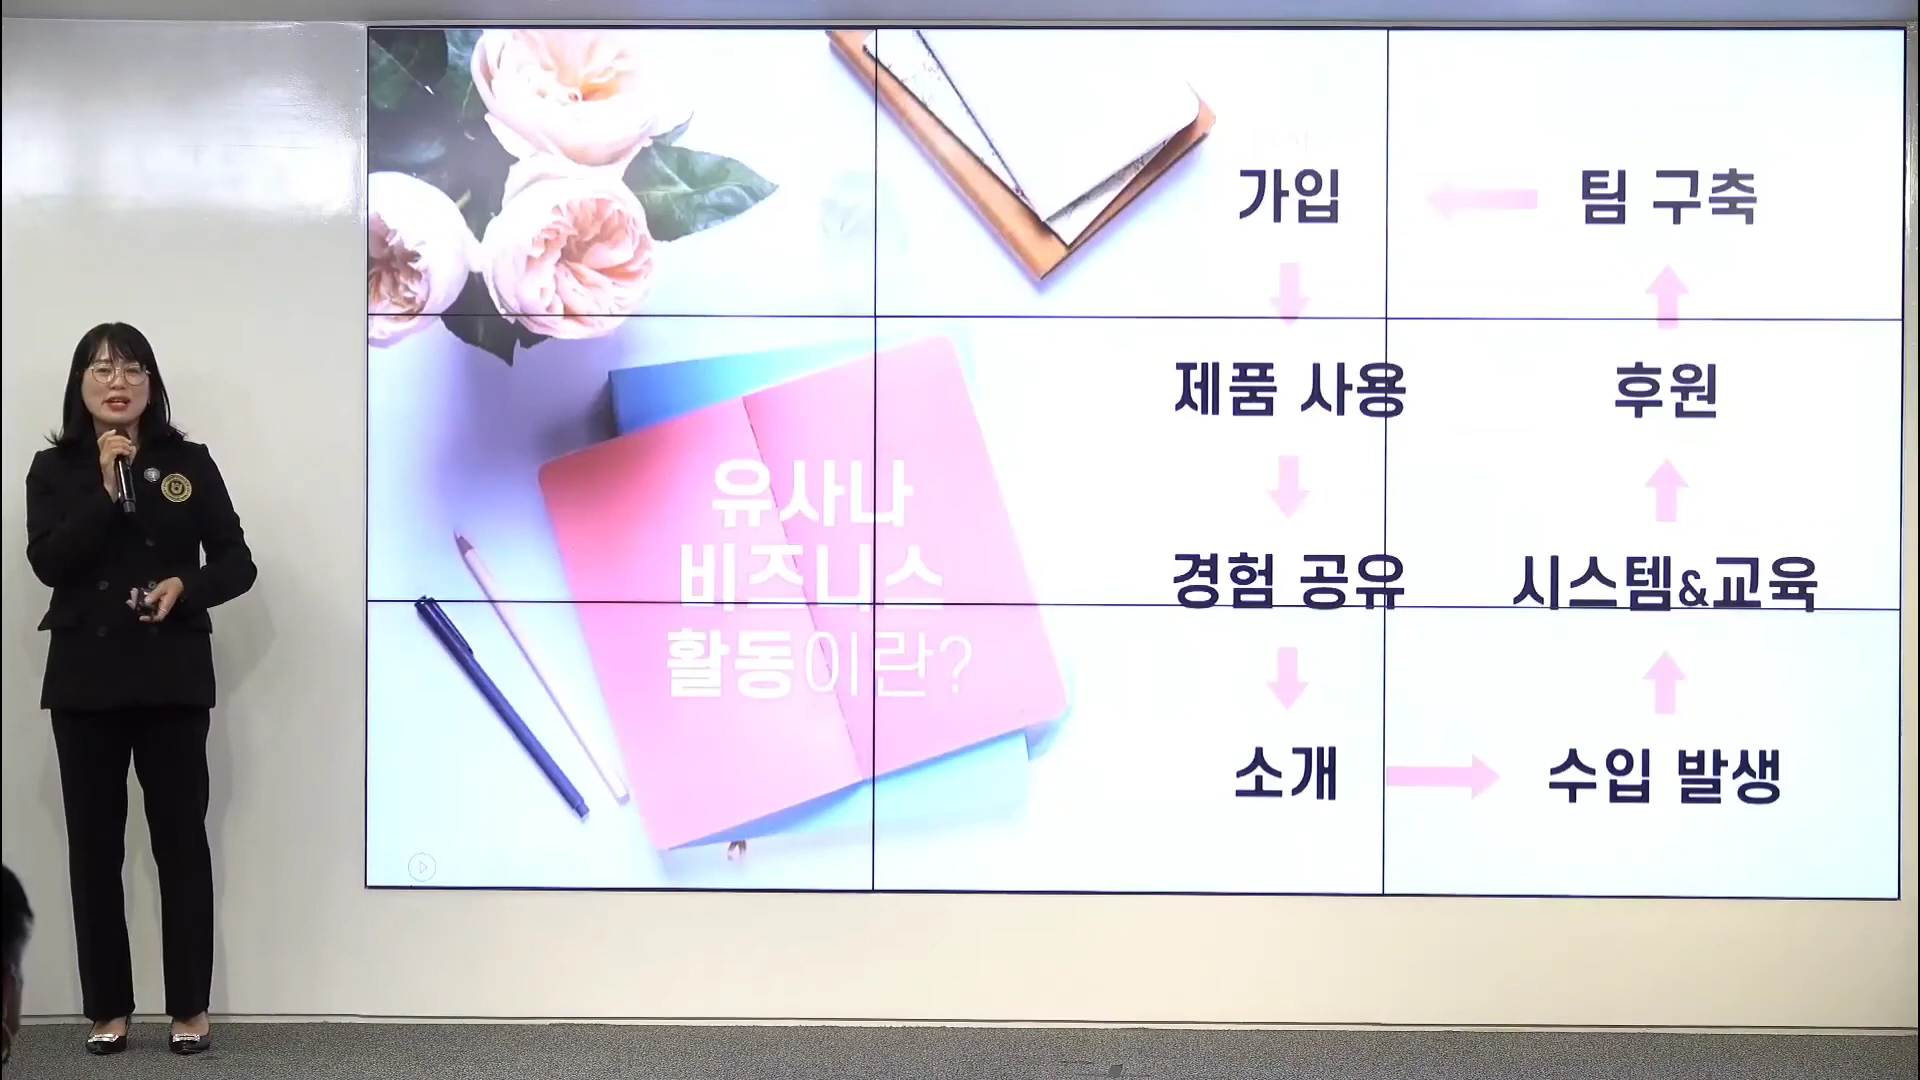 유사나
비즈니스
활동이란?
가입
제품 사용
경험 공유
소개
수입 발생
시스템&교육
후원
팀 구축